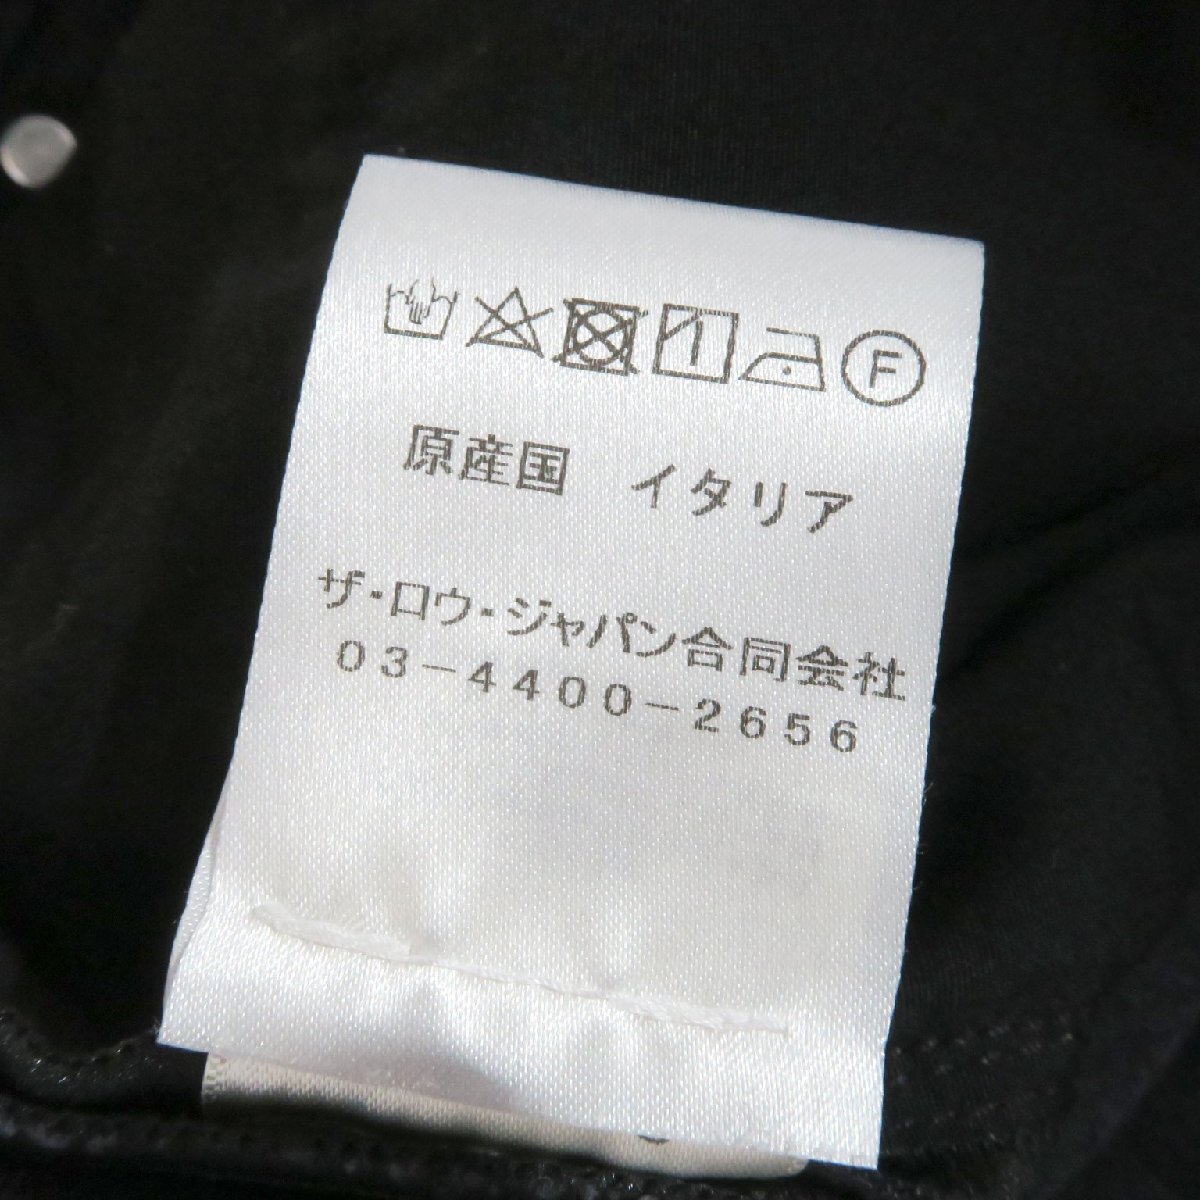 F
原産国　イタリア
ザ・ロウ・ジャパン合同会社
03-4400-2656